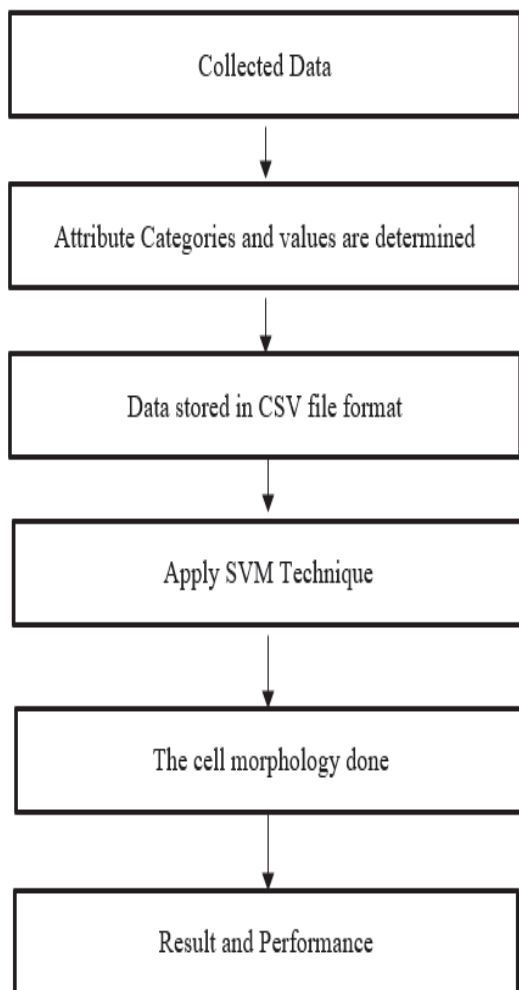 Collected Data
Attribute Categories and values are determined
Data stored in CSV file format
Apply SVM Technique
The cell morphology done
Result and Performance